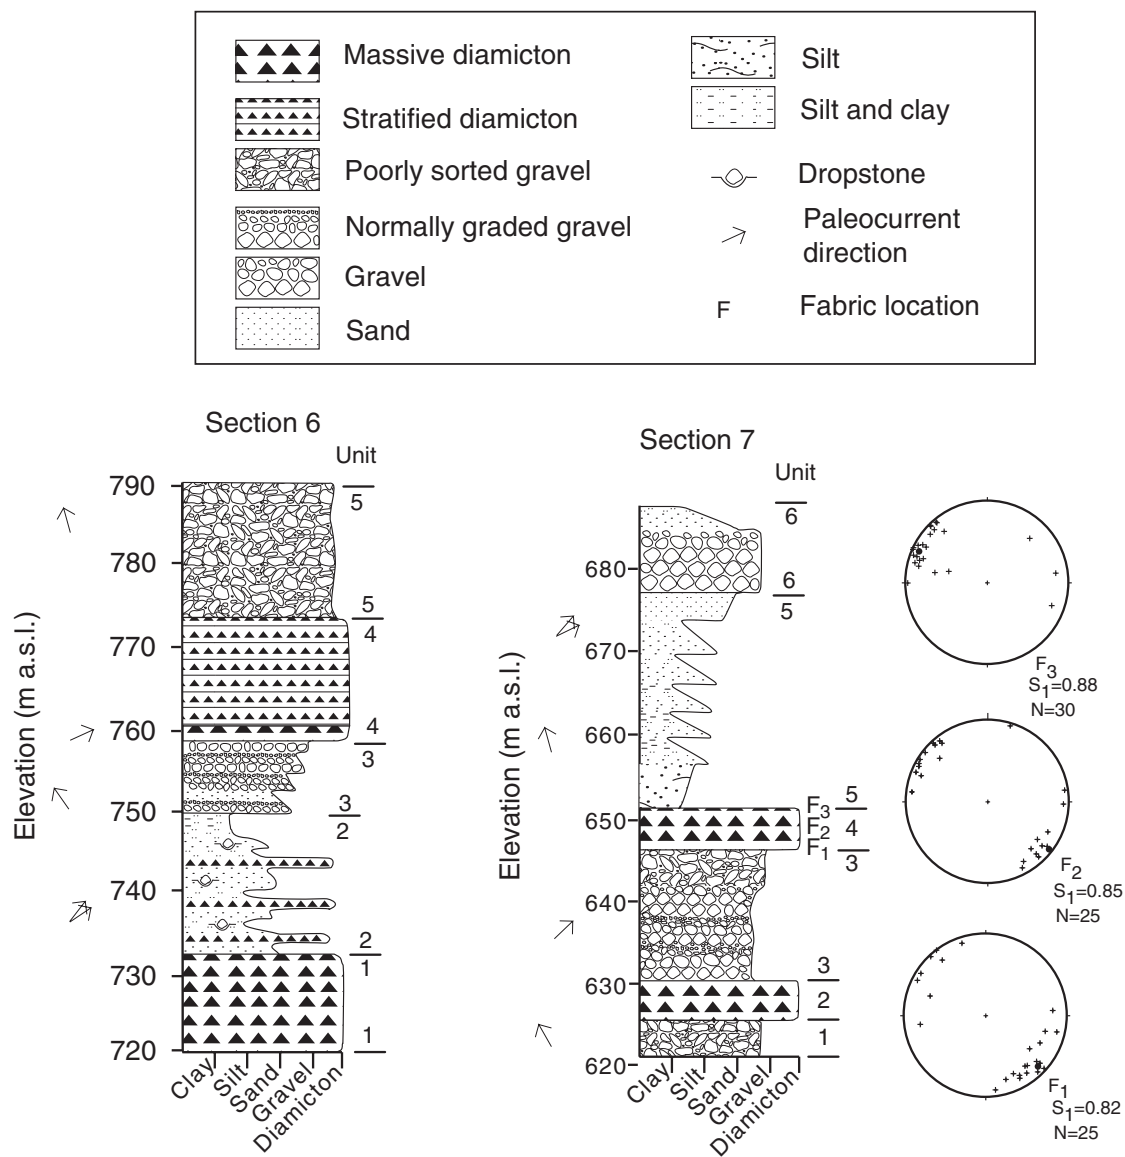 Massive diamicton
Stratified diamicton
Poorly sorted gravel
Normally graded gravel
Gravel
Sand
Silt
Silt and clay
Dropstone
Paleocurrent
direction
F
Fabric location
Section 6
Unit
790
780
770
760
750
740
730
720
Elevation (m a.s.l.)
5
5
4
4
3
3
2
2
1
1
Clay
Silt
Sand
Gravel
Diamicton
Section 7
Unit
680
670
660
650
640
630
620
Elevation (m a.s.l.)
6
6
5
F3 5
F2 4
F1 3
3
2
1
Clay
Silt
Sand
Gravel
Diamicton
F3
S1=0.88
N=30
F2
S1=0.85
N=25
F1
S1=0.82
N=25